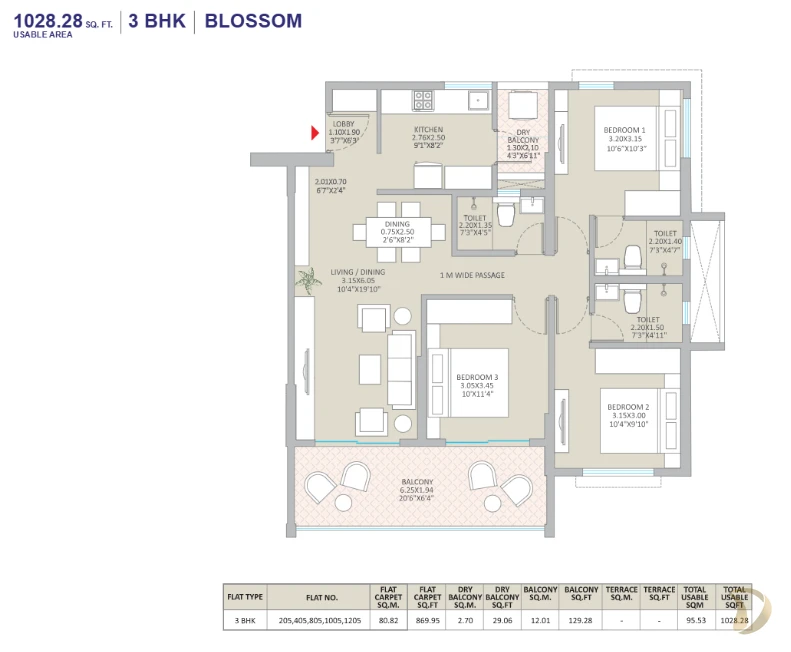 1028.28 SQ. FT. 3 BHK BLOSSOM
USABLE AREA
LOBBY
1.10X1.90
3'7"X6'3"
KITCHEN
2.76X2.50
9'1"X8'2"
DRY
BALCONY
1.30X2.10
4'3"X6'11"
BEDROOM 1
3.20X3.15
10'6"X10'3"
2.01X0.70
6'7"X2'4"
DINING
0.75X2.50
2'6"X8'2"
TOILET
2.20X1.35
7'3"X4'5"
TOILET
2.20X1.40
7'3"X4'7"
LIVING / DINING
3.15X6.05
10'4"X19'10"
1 M WIDE PASSAGE
TOILET
2.20X1.50
7'3"X4'11"
BEDROOM 3
3.05X3.45
10'X11'4"
BEDROOM 2
3.15X3.00
10'4"X9'10"
BALCONY
6.25X1.94
20'6"X6'4"
FLAT TYPE FLAT NO. FLAT CARPET SQ.M. FLAT CARPET SQ.FT DRY BALCONY SQ.M. DRY BALCONY SQ.FT BALCONY SQ.M. BALCONY SQ.FT TERRACE SQ.M. TERRACE SQ.FT TOTAL USABLE SQM TOTAL USABLE SQFT
3 BHK 205,405,805,1005,1205 80.82 869.95 2.70 29.06 12.01 129.28 - - 95.53 1028.28